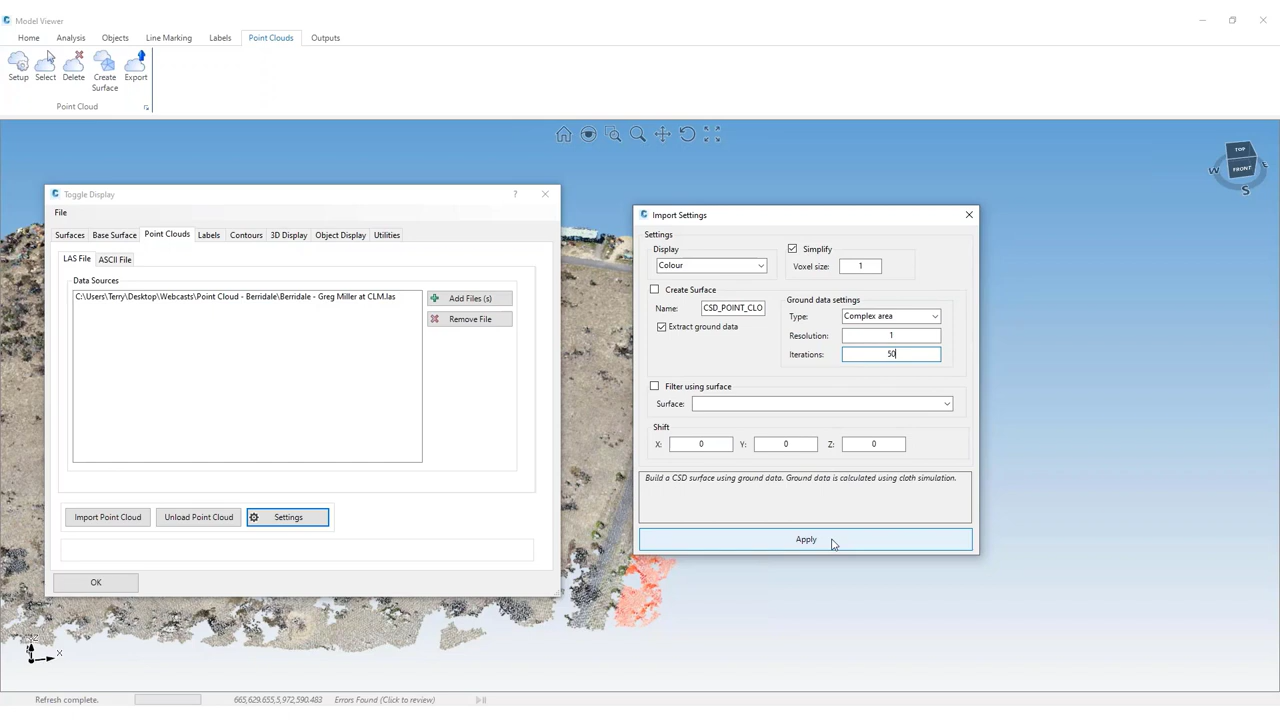 Model Viewer
Home Analysis Objects Line Marking Labels Point Clouds Outputs
Setup Select Delete Create Surface Export
Point Cloud
TOP
FRONT
W
E
S
Toggle Display
?
File
Surfaces Base Surface Point Clouds Labels Contours 3D Display Object Display Utilities
LAS File ASCII File
Data Sources
C:\Users\Terry\Desktop\Webcasts\Point Cloud - Berridale\Berridale - Greg Miller at CLM.las
Add Files (s)
Remove File
Import Point Cloud Unload Point Cloud Settings
OK
Import Settings
Settings
Display
Colour
Simplify
Voxel size: 1
Create Surface
Name: CSD_POINT_CLO
Extract ground data
Ground data settings
Type: Complex area
Resolution: 1
Iterations: 50
Filter using surface
Surface:
Shift
X: 0 Y: 0 Z: 0
Build a CSD surface using ground data. Ground data is calculated using cloth simulation.
Apply
Z
X
Refresh complete. 665,629.655,5,972,590.483 Errors Found (Click to review)